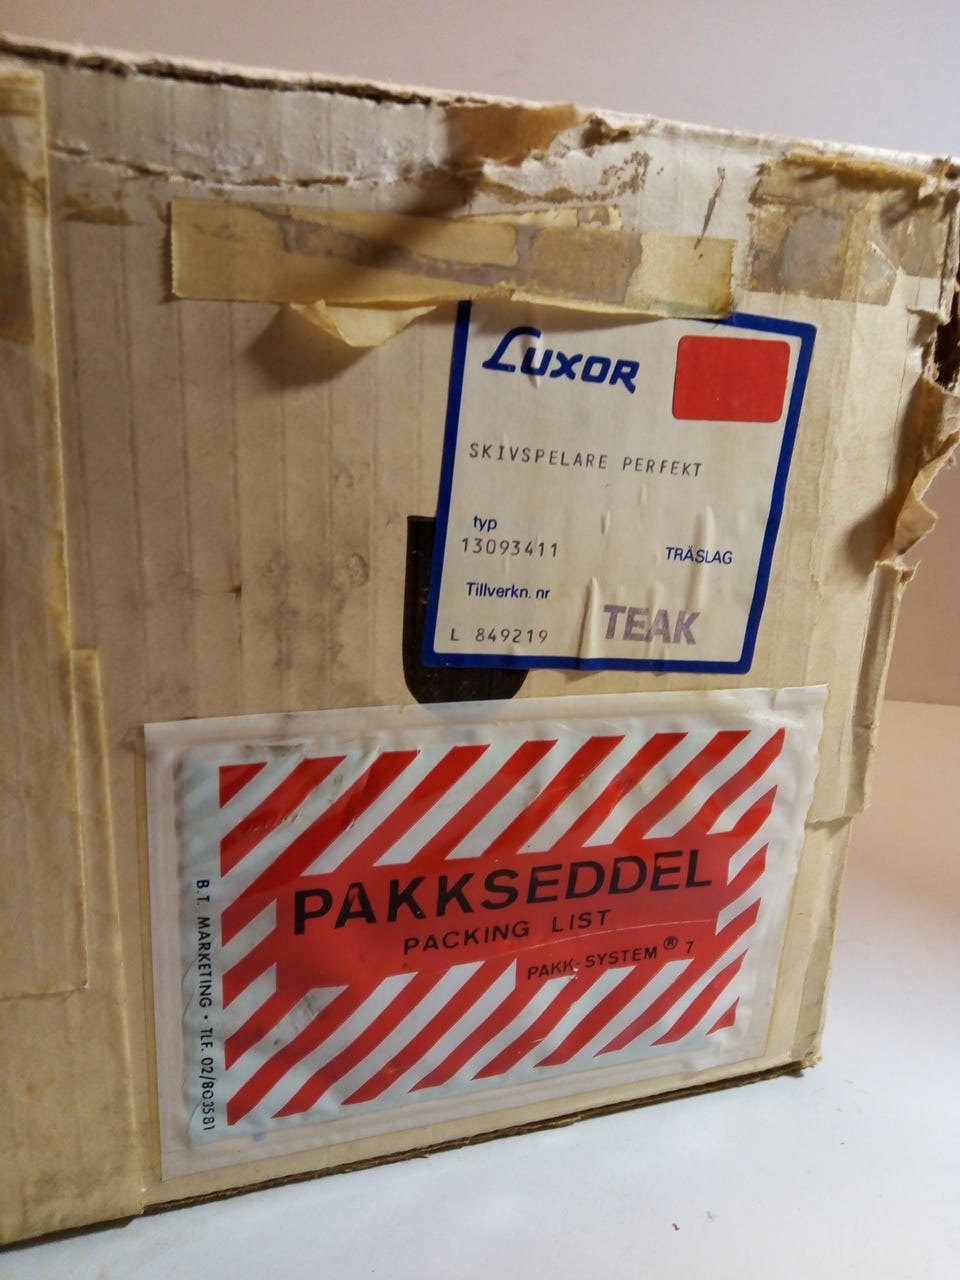 LUXOR
SKIVSPELARE PERFEKT
typ
13093411
TRÄSLAG
Tillverkn. nr
L 849219
TEAK
PAKKSEDDEL
PACKING LIST
PAKK-SYSTEM ® 7
B.T. MARKETING • TLF. 02/803581